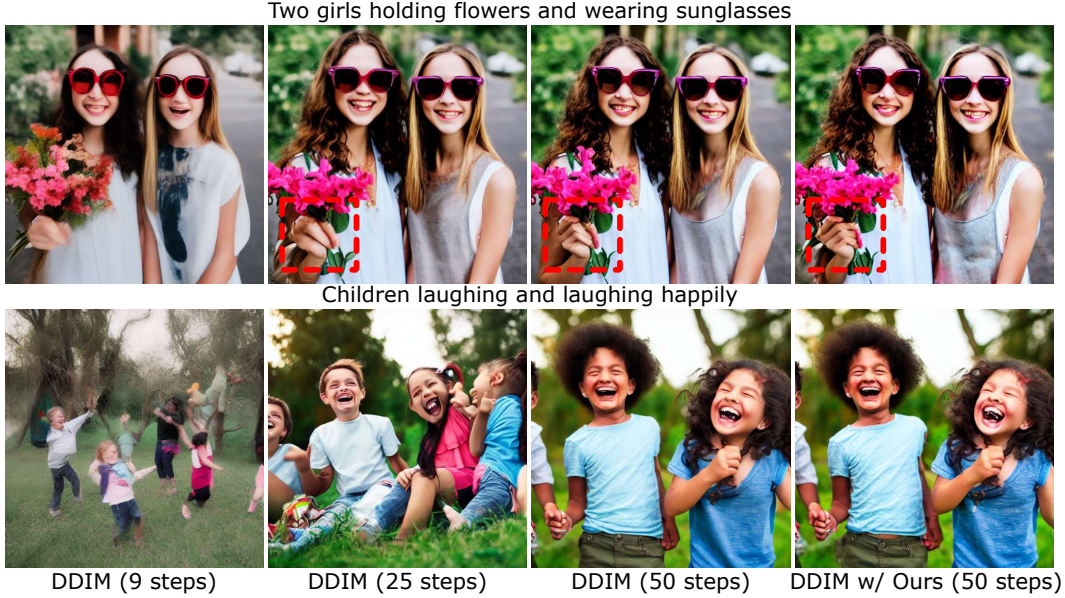 Two girls holding flowers and wearing sunglasses
Children laughing and laughing happily
DDIM (9 steps)
DDIM (25 steps)
DDIM (50 steps)
DDIM w/ Ours (50 steps)